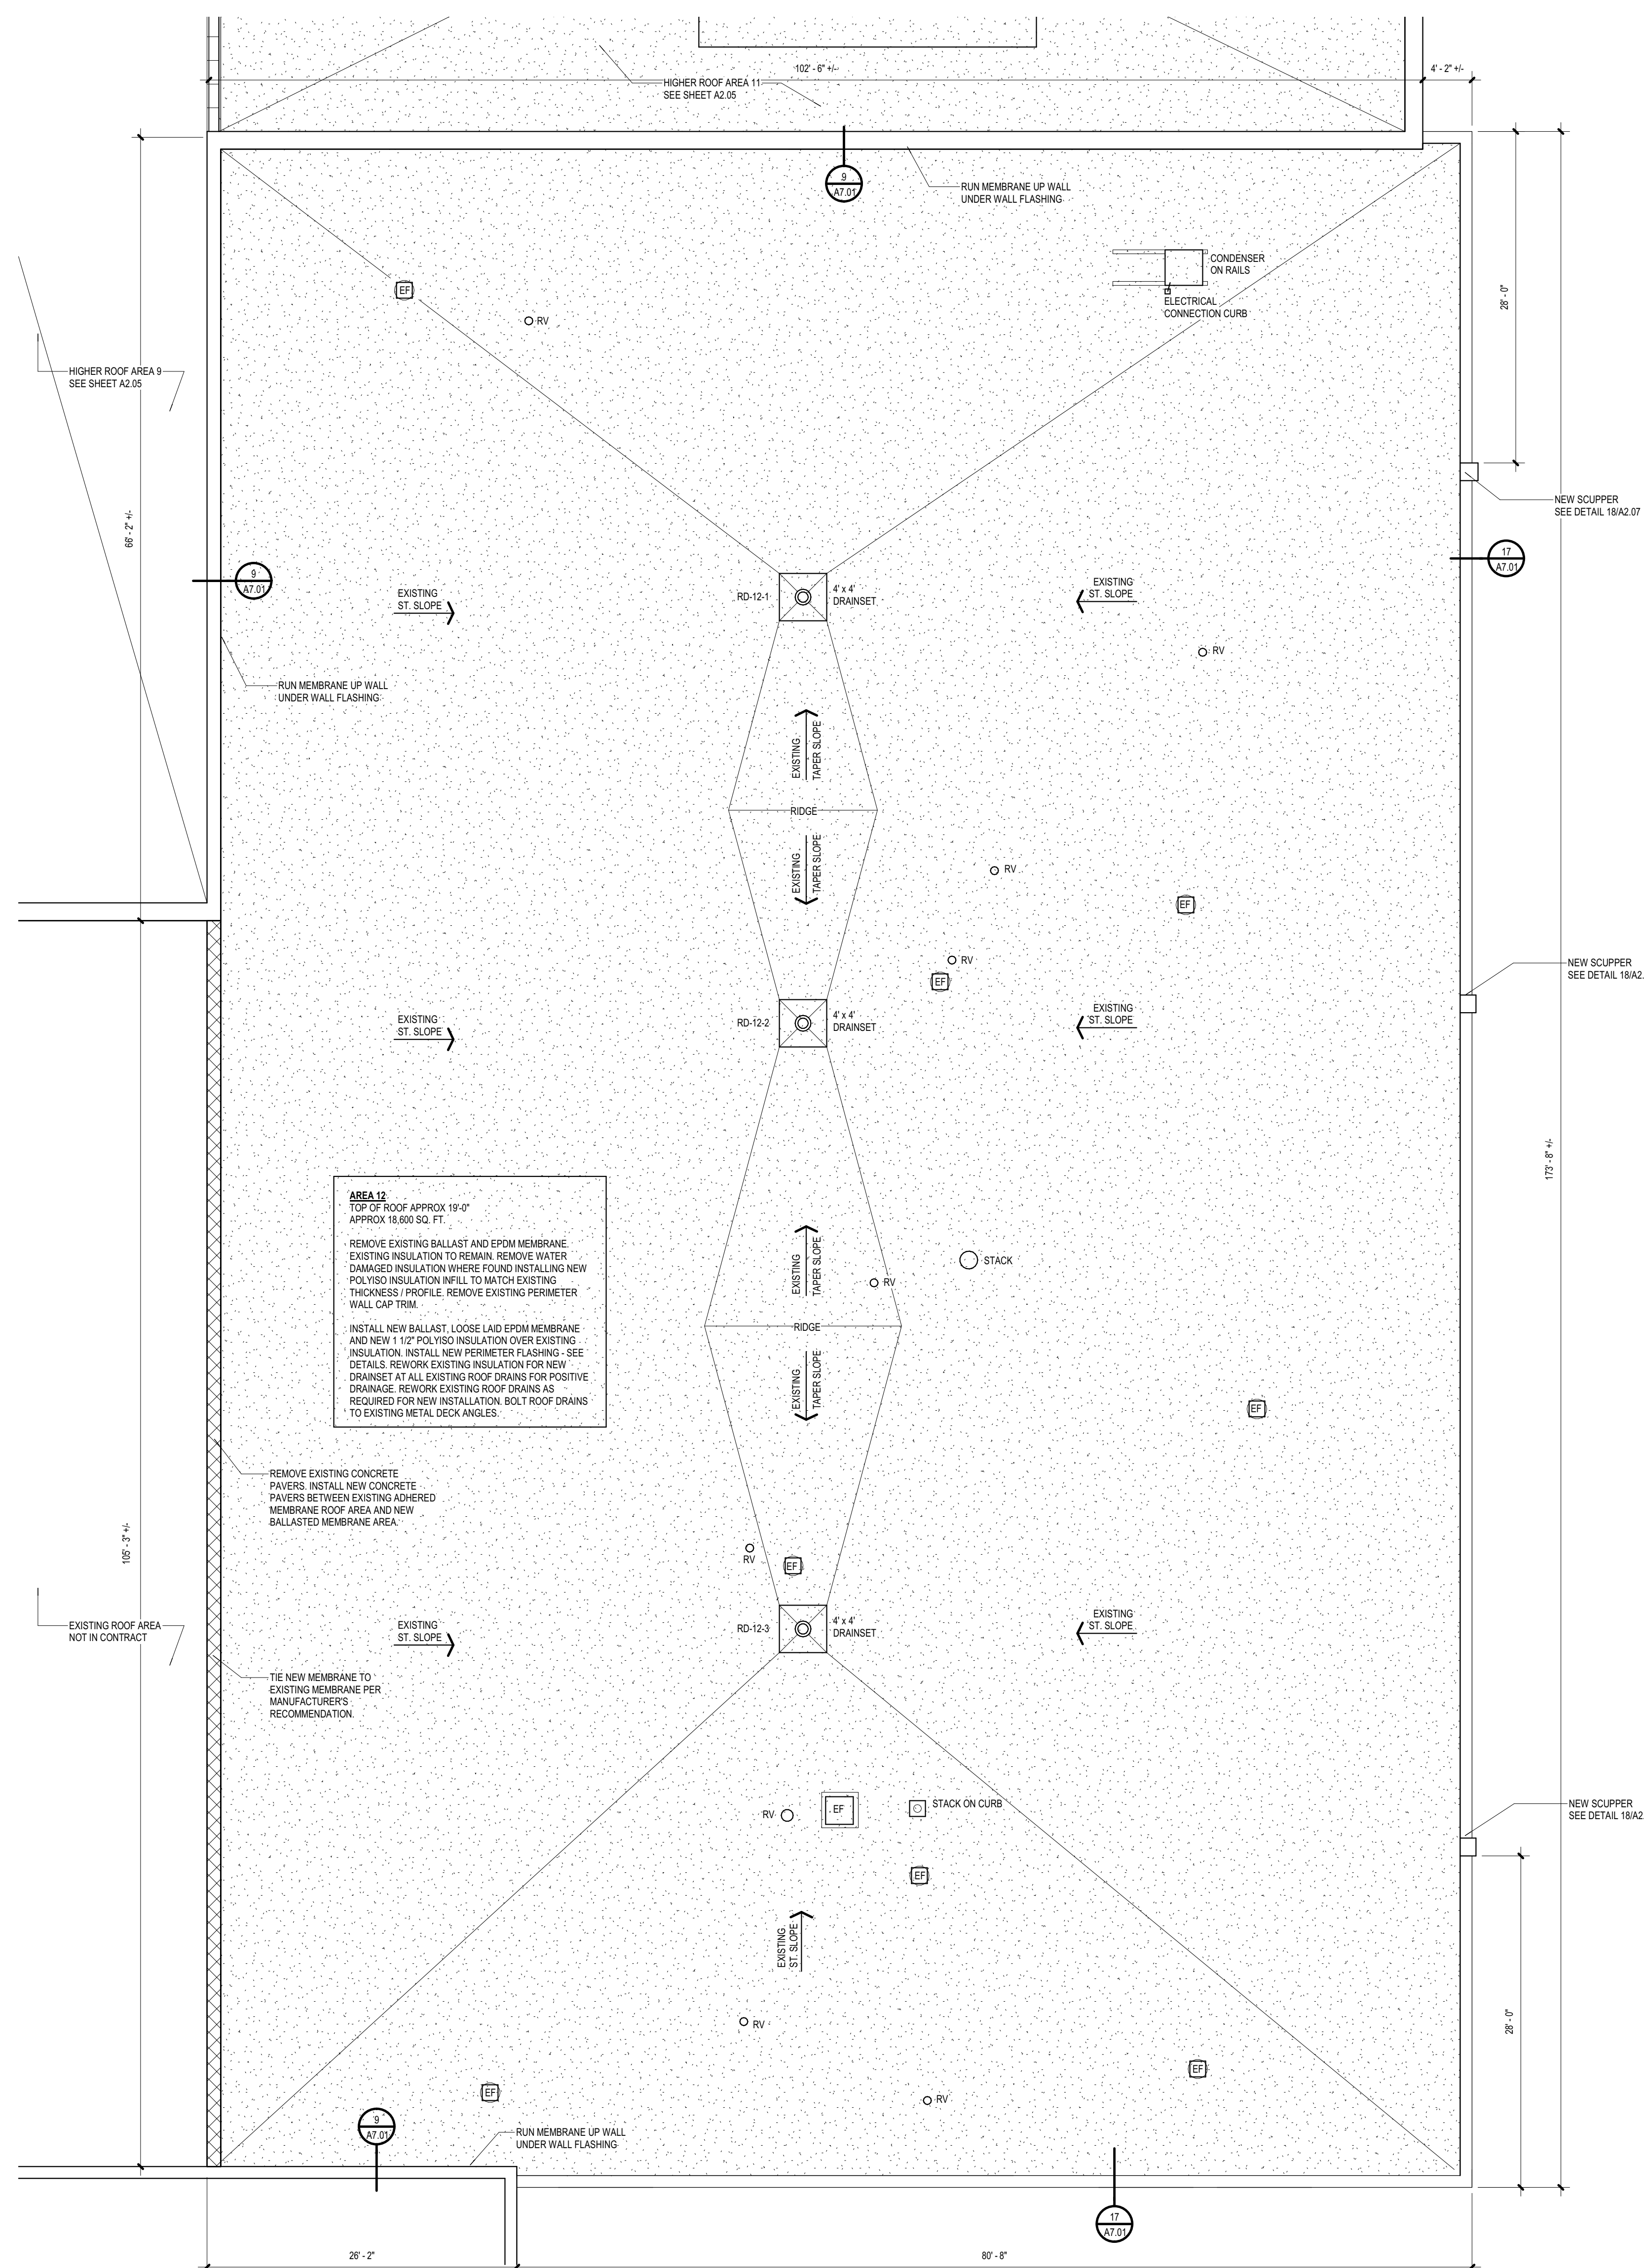 102' - 6" +/-
4' - 2" +/-
HIGHER ROOF AREA 11
SEE SHEET A2.05
9
A7.01
RUN MEMBRANE UP WALL
UNDER WALL FLASHING
CONDENSER
ON RAILS
ELECTRICAL
CONNECTION CURB
EF
RV
28' - 0"
HIGHER ROOF AREA 9
SEE SHEET A2.05
66' - 2" +/-
NEW SCUPPER
SEE DETAIL 18/A2.07
17
A7.01
9
A7.01
EXISTING
ST. SLOPE
RD-12-1
4' x 4'
DRAINSET
EXISTING
ST. SLOPE
RV
RUN MEMBRANE UP WALL
UNDER WALL FLASHING
EXISTING
TAPER SLOPE
RIDGE
EXISTING
TAPER SLOPE
RV
EF
RV
EF
NEW SCUPPER
SEE DETAIL 18/A2.
EXISTING
ST. SLOPE
RD-12-2
4' x 4'
DRAINSET
EXISTING
ST. SLOPE
173' - 8" +/-
AREA 12
TOP OF ROOF APPROX 19'-0"
APPROX 18,600 SQ. FT.
REMOVE EXISTING BALLAST AND EPDM MEMBRANE.
EXISTING INSULATION TO REMAIN. REMOVE WATER
DAMAGED INSULATION WHERE FOUND INSTALLING NEW
POLYISO INSULATION INFILL TO MATCH EXISTING
THICKNESS / PROFILE. REMOVE EXISTING PERIMETER
WALL CAP TRIM.
INSTALL NEW BALLAST, LOOSE LAID EPDM MEMBRANE
AND NEW 1 1/2" POLYISO INSULATION OVER EXISTING
INSULATION. INSTALL NEW PERIMETER FLASHING - SEE
DETAILS. REWORK EXISTING INSULATION FOR NEW
DRAINSET AT ALL EXISTING ROOF DRAINS FOR POSITIVE
DRAINAGE. REWORK EXISTING ROOF DRAINS AS
REQUIRED FOR NEW INSTALLATION. BOLT ROOF DRAINS
TO EXISTING METAL DECK ANGLES.
EXISTING
TAPER SLOPE
STACK
RV
RIDGE
EXISTING
TAPER SLOPE
EF
REMOVE EXISTING CONCRETE
PAVERS. INSTALL NEW CONCRETE
PAVERS BETWEEN EXISTING ADHERED
MEMBRANE ROOF AREA AND NEW
BALLASTED MEMBRANE AREA.
105' - 3" +/-
RV
EF
EXISTING ROOF AREA
NOT IN CONTRACT
EXISTING
ST. SLOPE
RD-12-3
4' x 4'
DRAINSET
EXISTING
ST. SLOPE
TIE NEW MEMBRANE TO
EXISTING MEMBRANE PER
MANUFACTURER'S
RECOMMENDATION.
RV
EF
STACK ON CURB
NEW SCUPPER
SEE DETAIL 18/A2
EF
EXISTING
ST. SLOPE
RV
28' - 0"
EF
EF
RV
9
A7.01
RUN MEMBRANE UP WALL
UNDER WALL FLASHING
17
A7.01
26' - 2"
80' - 8"